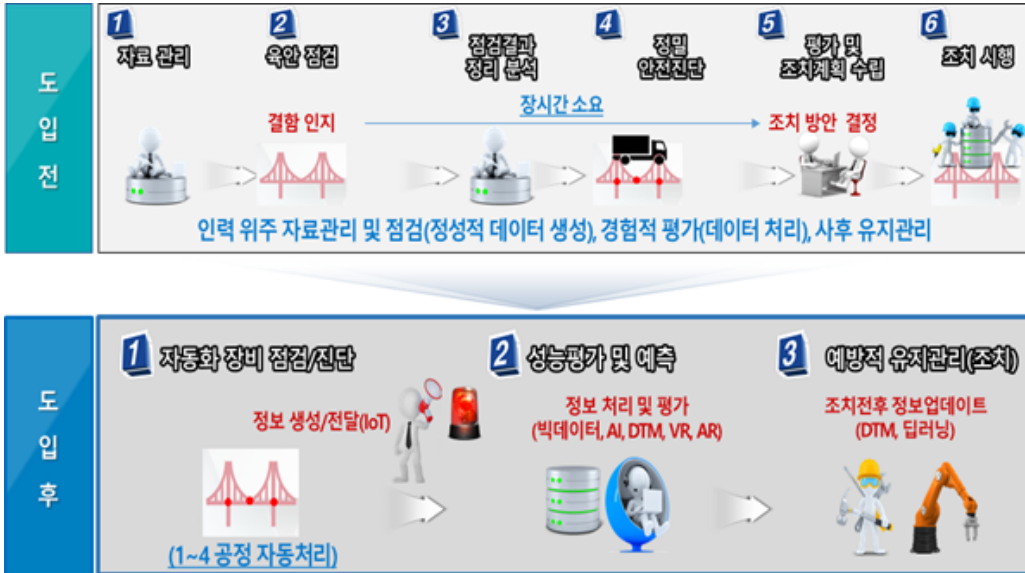 도입전
1
자료 관리
2
육안 점검
3
점검결과
정리 분석
4
정밀
안전진단
5
평가 및
조치계획 수립
6
조치 시행
결함 인지
장시간 소요
조치 방안 결정
인력 위주 자료관리 및 점검(정성적 데이터 생성), 경험적 평가(데이터 처리), 사후 유지관리
도입후
1 자동화 장비 점검/진단
정보 생성/전달(IoT)
(1~4 공정 자동처리)
2 성능평가 및 예측
정보 처리 및 평가
(빅데이터, AI, DTM, VR, AR)
3 예방적 유지관리(조치)
조치전후 정보업데이트
(DTM, 딥러닝)